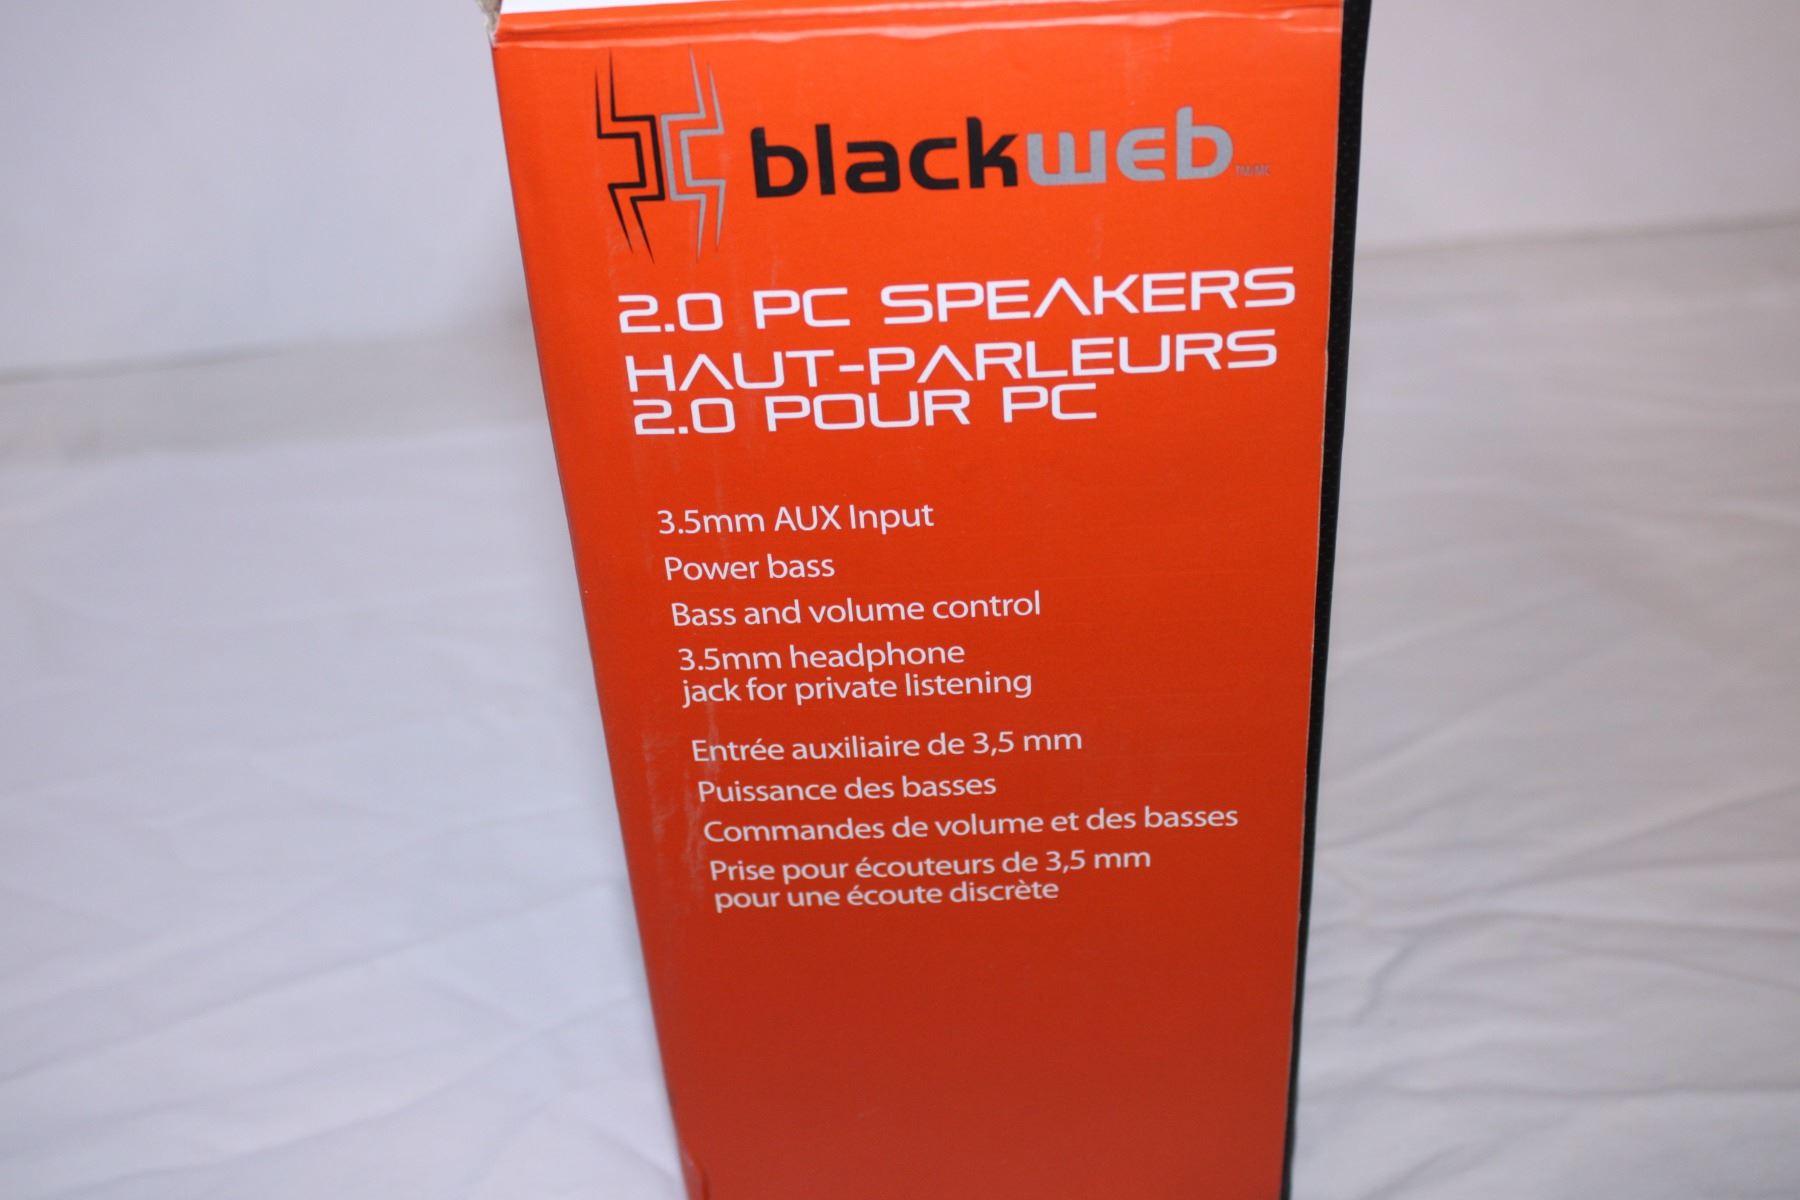 blackweb TM/MC
2.0 PC SPEAKERS
HAUT-PARLEURS
2.0 POUR PC
3.5mm AUX Input
Power bass
Bass and volume control
3.5mm headphone
jack for private listening
Entrée auxiliaire de 3,5 mm
Puissance des basses
Commandes de volume et des basses
Prise pour écouteurs de 3,5 mm
pour une écoute discrète